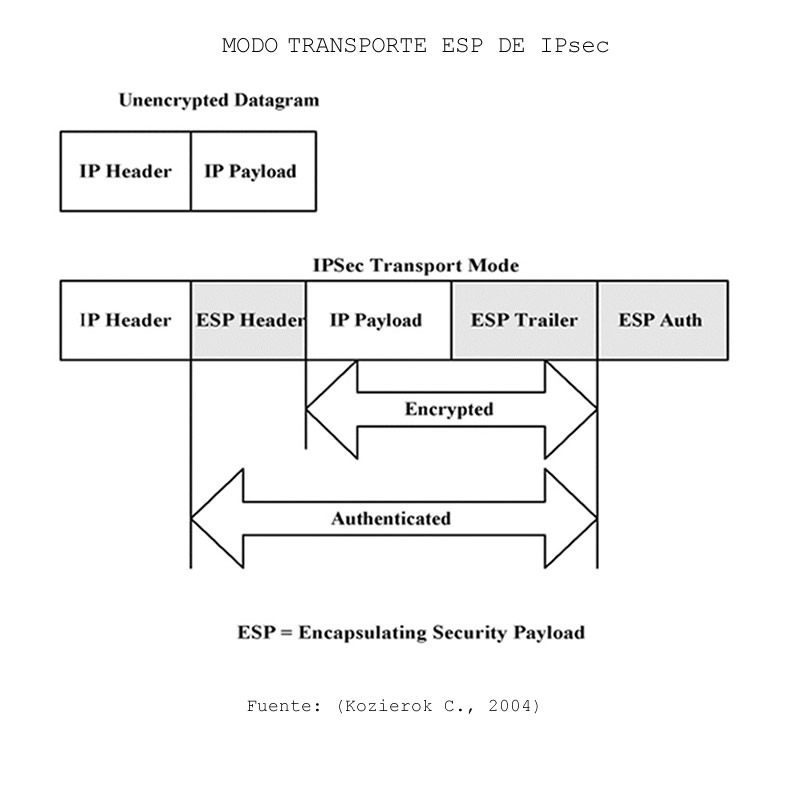 MODO TRANSPORTE ESP DE IPsec
Unencrypted Datagram
IP Header IP Payload
IPSec Transport Mode
IP Header ESP Header IP Payload ESP Trailer ESP Auth
Encrypted
Authenticated
ESP = Encapsulating Security Payload
Fuente: (Kozierok C., 2004)